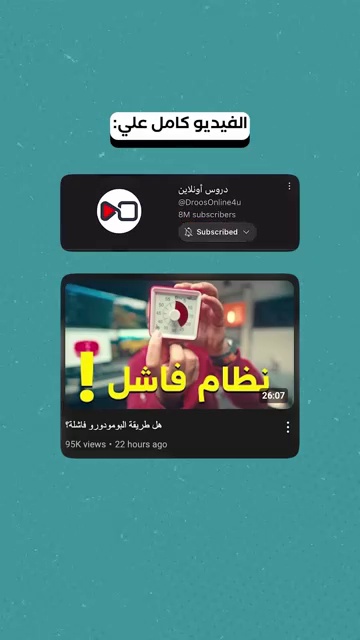 الفيديو كامل علي:
دروس أونلاين
@DroosOnline4u
8M subscribers
Subscribed
نظام فاشل !
26:07
هل طريقة البومودورو فاشلة؟
95K views • 22 hours ago